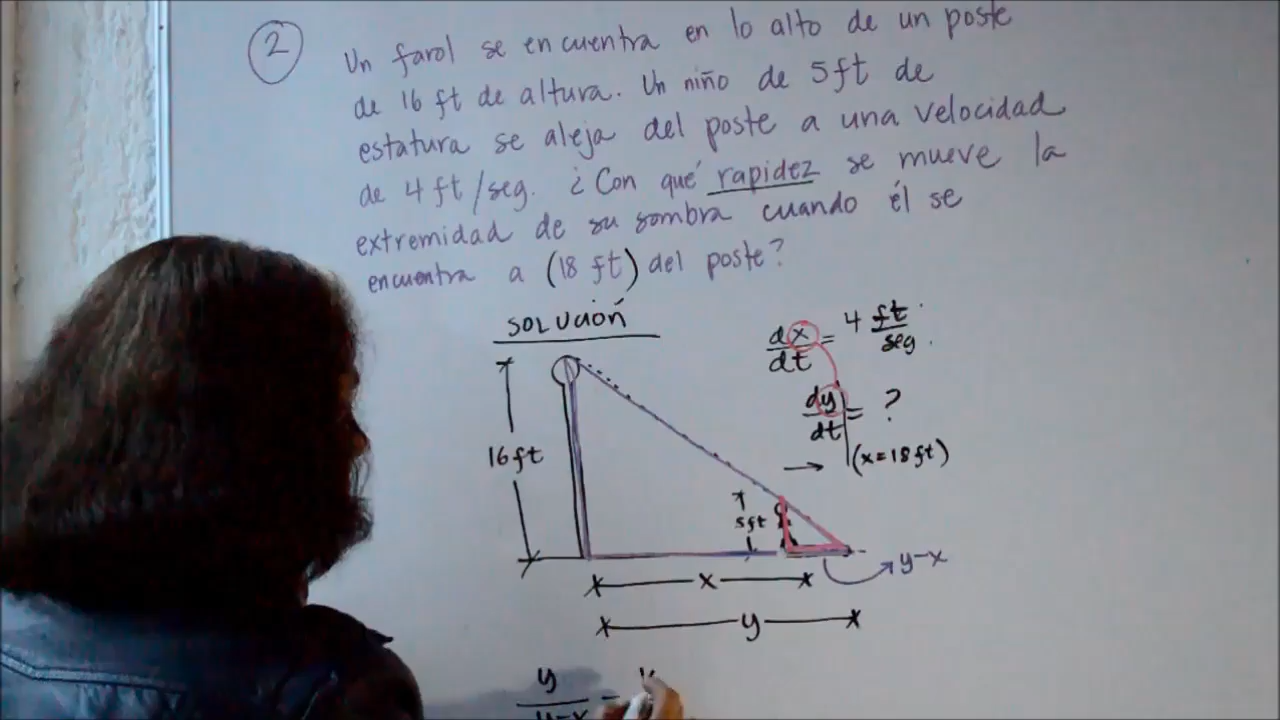 2
Un farol se encuentra en lo alto de un poste
de 16 ft de altura. Un niño de 5ft de
estatura se aleja del poste a una velocidad
de 4 ft/seg. ¿Con qué rapidez se mueve la
extremidad de su sombra cuando él se
encuentra a (18 ft) del poste?
SOLUCIÓN
dx/dt = 4 ft/seg.
dy/dt = ?
(x=18ft)
16ft
5ft
y-x
x
y
y/y-x =